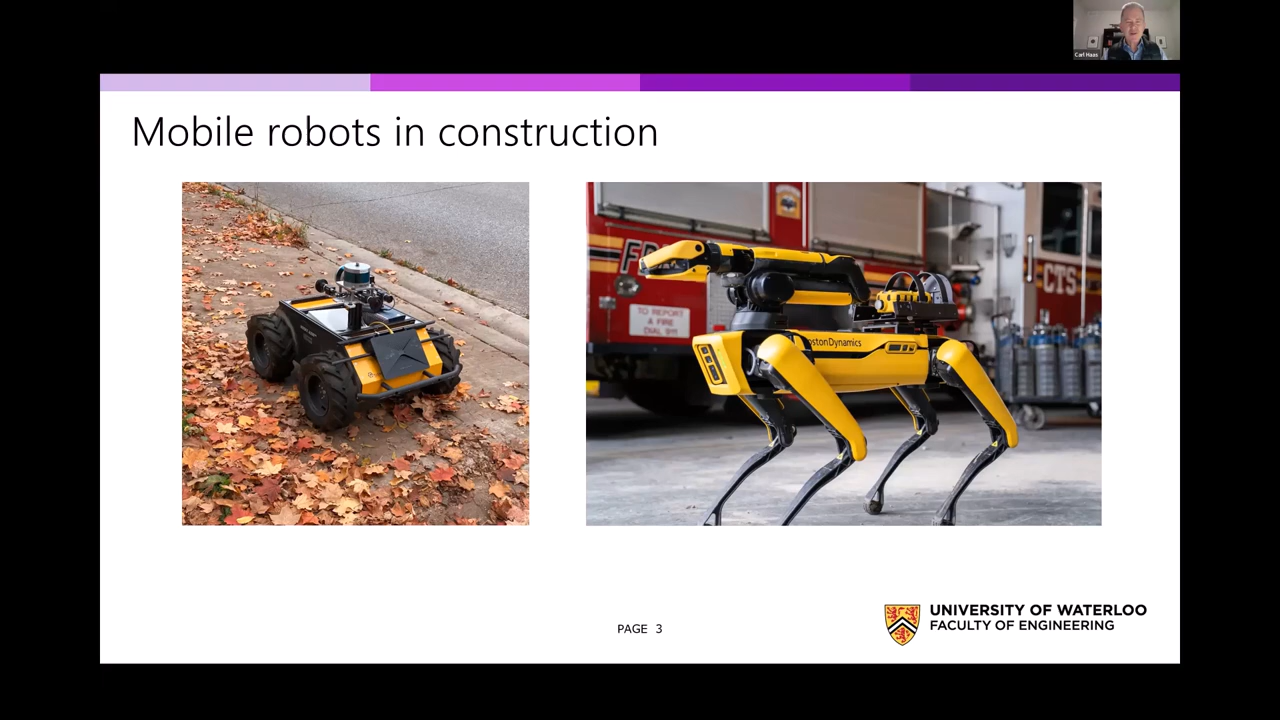 Carl Haas
Mobile robots in construction
TO REPORT
A FIRE
DIAL 911
CTS
BostonDynamics
PAGE 3
UNIVERSITY OF WATERLOO
FACULTY OF ENGINEERING